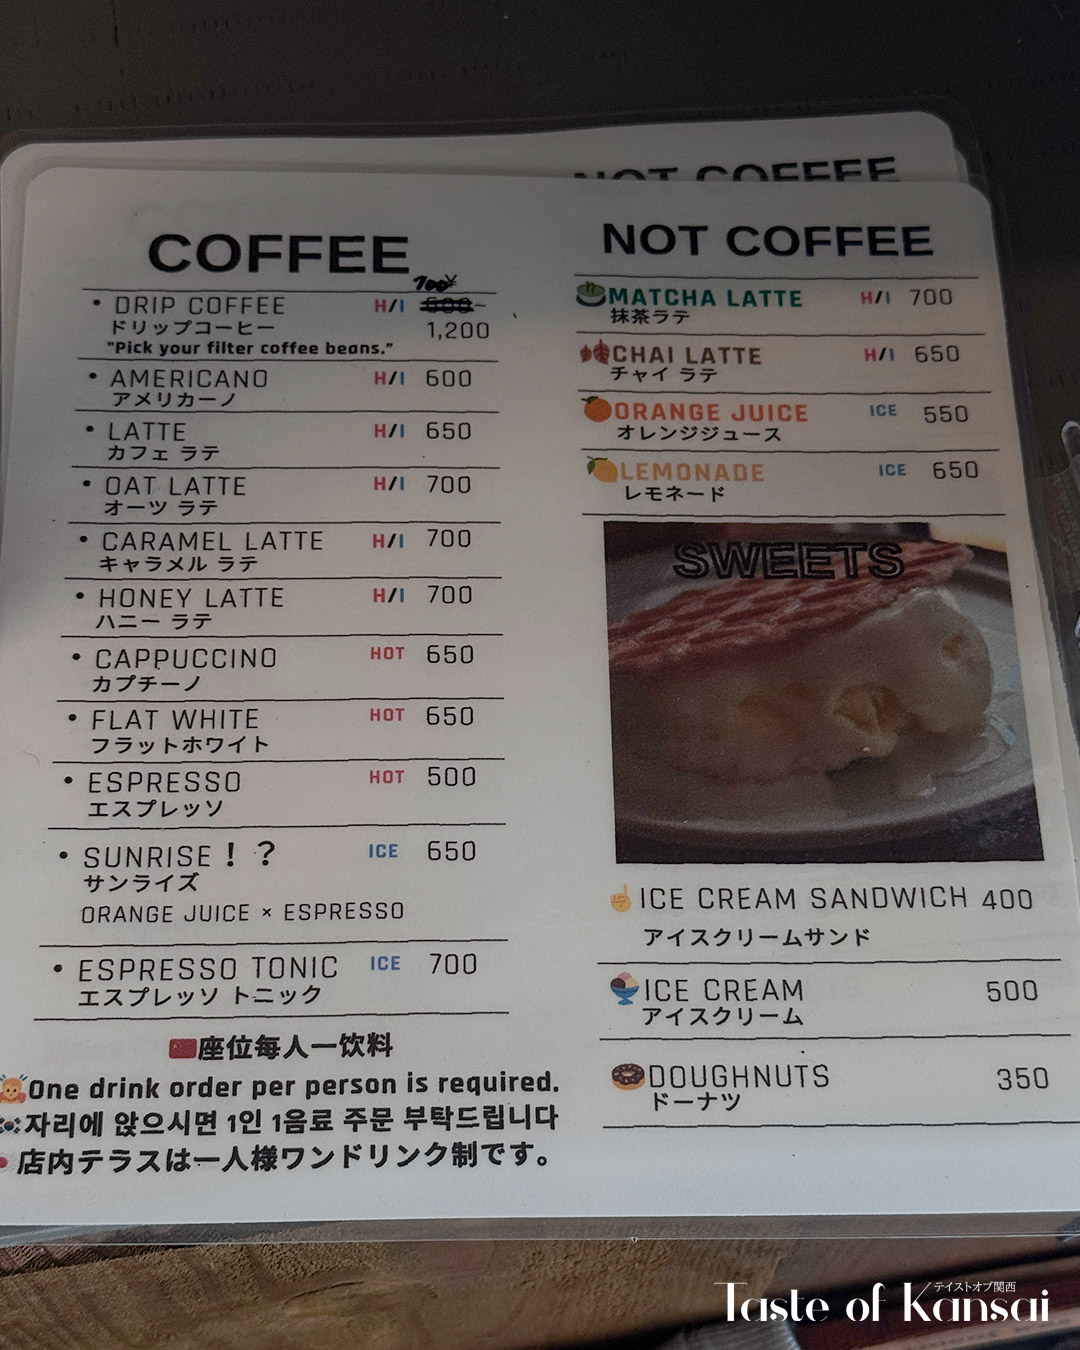 NOT COFFEE
COFFEE
700¥
• DRIP COFFEE H/I 600~
ドリップコーヒー 1,200
"Pick your filter coffee beans."
• AMERICANO H/I 600
アメリカーノ
• LATTE H/I 650
カフェ ラテ
• OAT LATTE H/I 700
オーツ ラテ
• CARAMEL LATTE H/I 700
キャラメル ラテ
• HONEY LATTE H/I 700
ハニー ラテ
• CAPPUCCINO HOT 650
カプチーノ
• FLAT WHITE HOT 650
フラットホワイト
• ESPRESSO HOT 500
エスプレッソ
• SUNRISE！？ ICE 650
サンライズ
ORANGE JUICE × ESPRESSO
• ESPRESSO TONIC ICE 700
エスプレッソ トニック
座位每人一饮料
One drink order per person is required.
자리에 앉으시면 1인 1음료 주문 부탁드립니다
店内テラスは一人様ワンドリンク制です。
NOT COFFEE
MATCHA LATTE H/I 700
抹茶ラテ
CHAI LATTE H/I 650
チャイ ラテ
ORANGE JUICE ICE 550
オレンジジュース
LEMONADE ICE 650
レモネード
SWEETS
ICE CREAM SANDWICH 400
アイスクリームサンド
ICE CREAM 500
アイスクリーム
DOUGHNUTS 350
ドーナツ
テイストオブ関西
Taste of Kansai